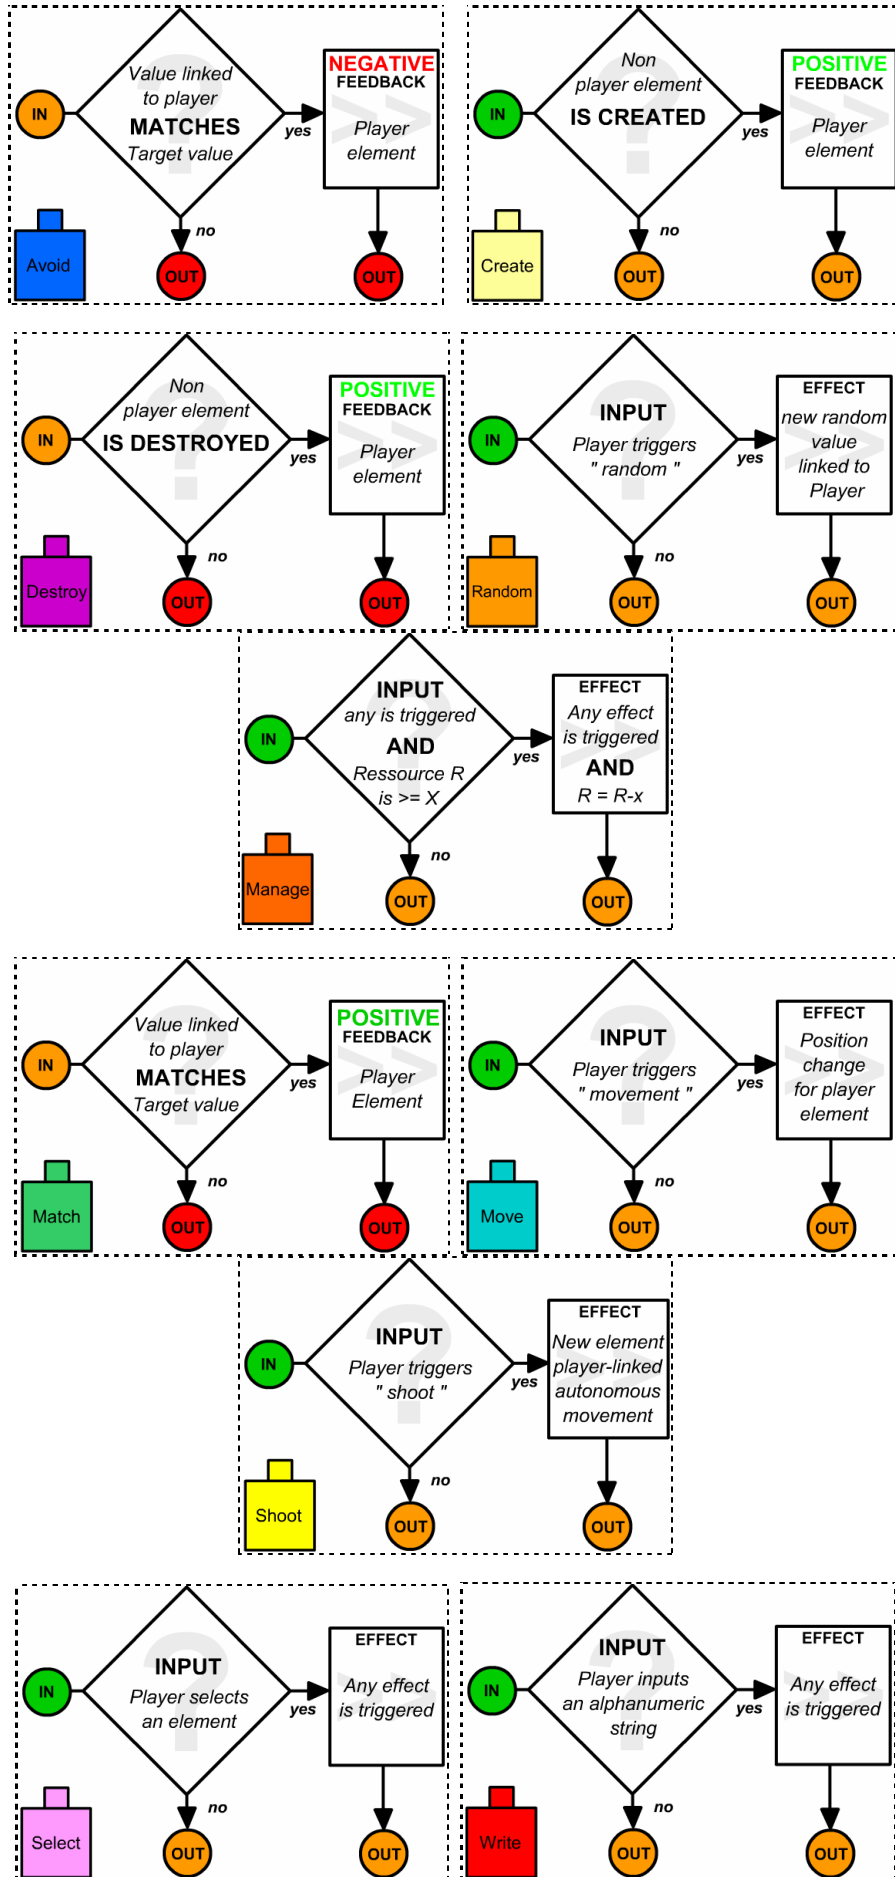 IN
Value linked
to player
MATCHES
Target value
yes
NEGATIVE
FEEDBACK
Player
element
no
OUT
OUT
Avoid
IN
Non
player element
IS CREATED
yes
POSITIVE
FEEDBACK
Player
element
no
OUT
OUT
Create
IN
Non
player element
IS DESTROYED
yes
POSITIVE
FEEDBACK
Player
element
no
OUT
OUT
Destroy
IN
INPUT
Player triggers
" random "
yes
EFFECT
new random
value
linked to
Player
no
OUT
OUT
Random
IN
INPUT
any is triggered
AND
Ressource R
is >= X
yes
EFFECT
Any effect
is triggered
AND
R = R-x
no
OUT
OUT
Manage
IN
Value linked
to player
MATCHES
Target value
yes
POSITIVE
FEEDBACK
Player
Element
no
OUT
OUT
Match
IN
INPUT
Player triggers
" movement "
yes
EFFECT
Position
change
for player
element
no
OUT
OUT
Move
IN
INPUT
Player triggers
" shoot "
yes
EFFECT
New element
player-linked
autonomous
movement
no
OUT
OUT
Shoot
IN
INPUT
Player selects
an element
yes
EFFECT
Any effect
is triggered
no
OUT
OUT
Select
IN
INPUT
Player inputs
an alphanumeric
string
yes
EFFECT
Any effect
is triggered
no
OUT
OUT
Write